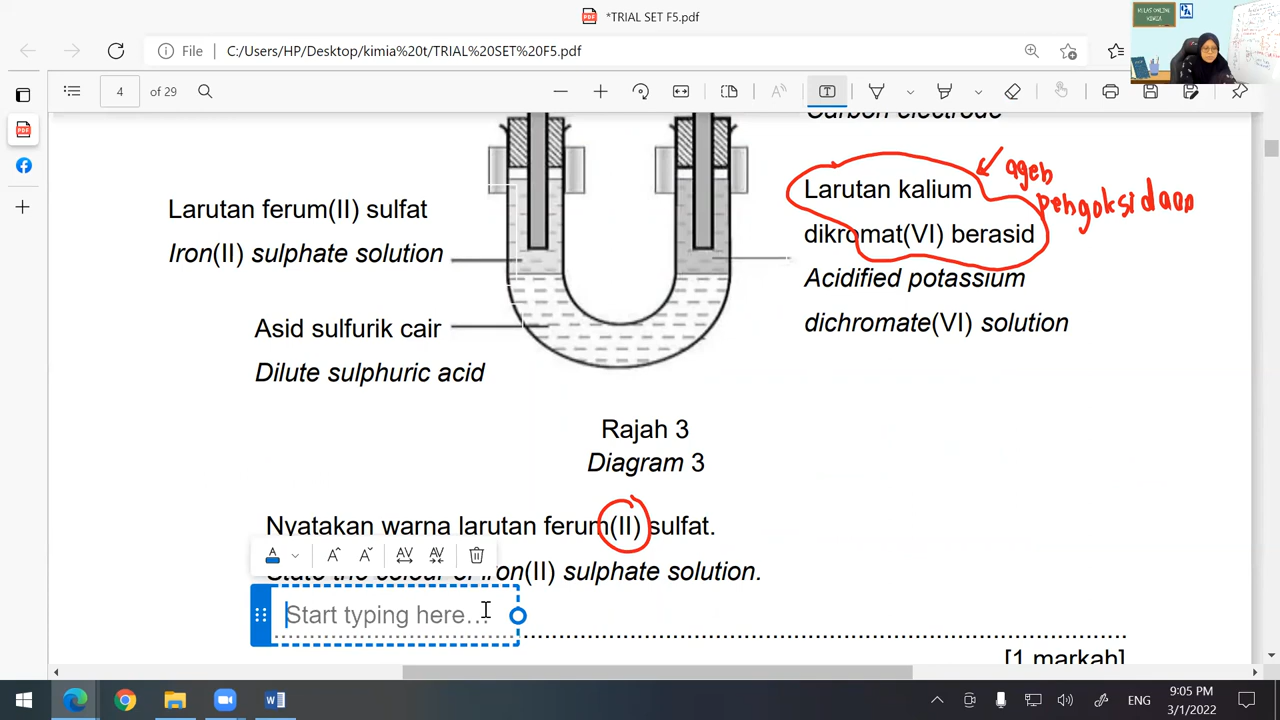 *TRIAL SET F5.pdf
File C:/Users/HP/Desktop/kimia%20t/TRIAL%20SET%20F5.pdf
KELAS ONLINE
KIMIA
4 of 29
Carbon electrode
Larutan kalium
dikromat(VI) berasid
Acidified potassium
dichromate(VI) solution
agen
pengoksidaan
Larutan ferum(II) sulfat
Iron(II) sulphate solution
Asid sulfurik cair
Dilute sulphuric acid
Rajah 3
Diagram 3
Nyatakan warna larutan ferum(II) sulfat.
State the colour of iron(II) sulphate solution.
Start typing here...
[1 markah]
ENG
9:05 PM
3/1/2022